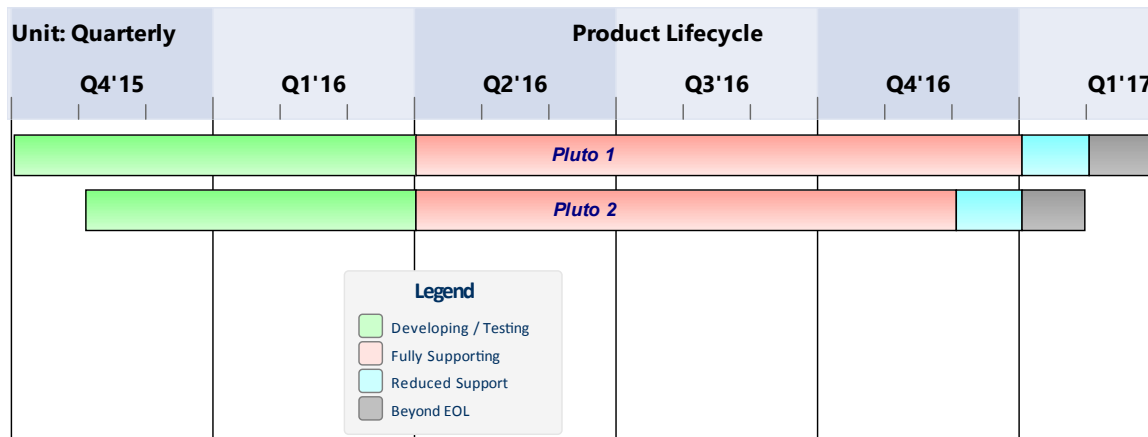 Unit: Quarterly
Product Lifecycle
Q4'15
Q1'16
Q2'16
Q3'16
Q4'16
Q1'17
Pluto 1
Pluto 2
Legend
Developing / Testing
Fully Supporting
Reduced Support
Beyond EOL